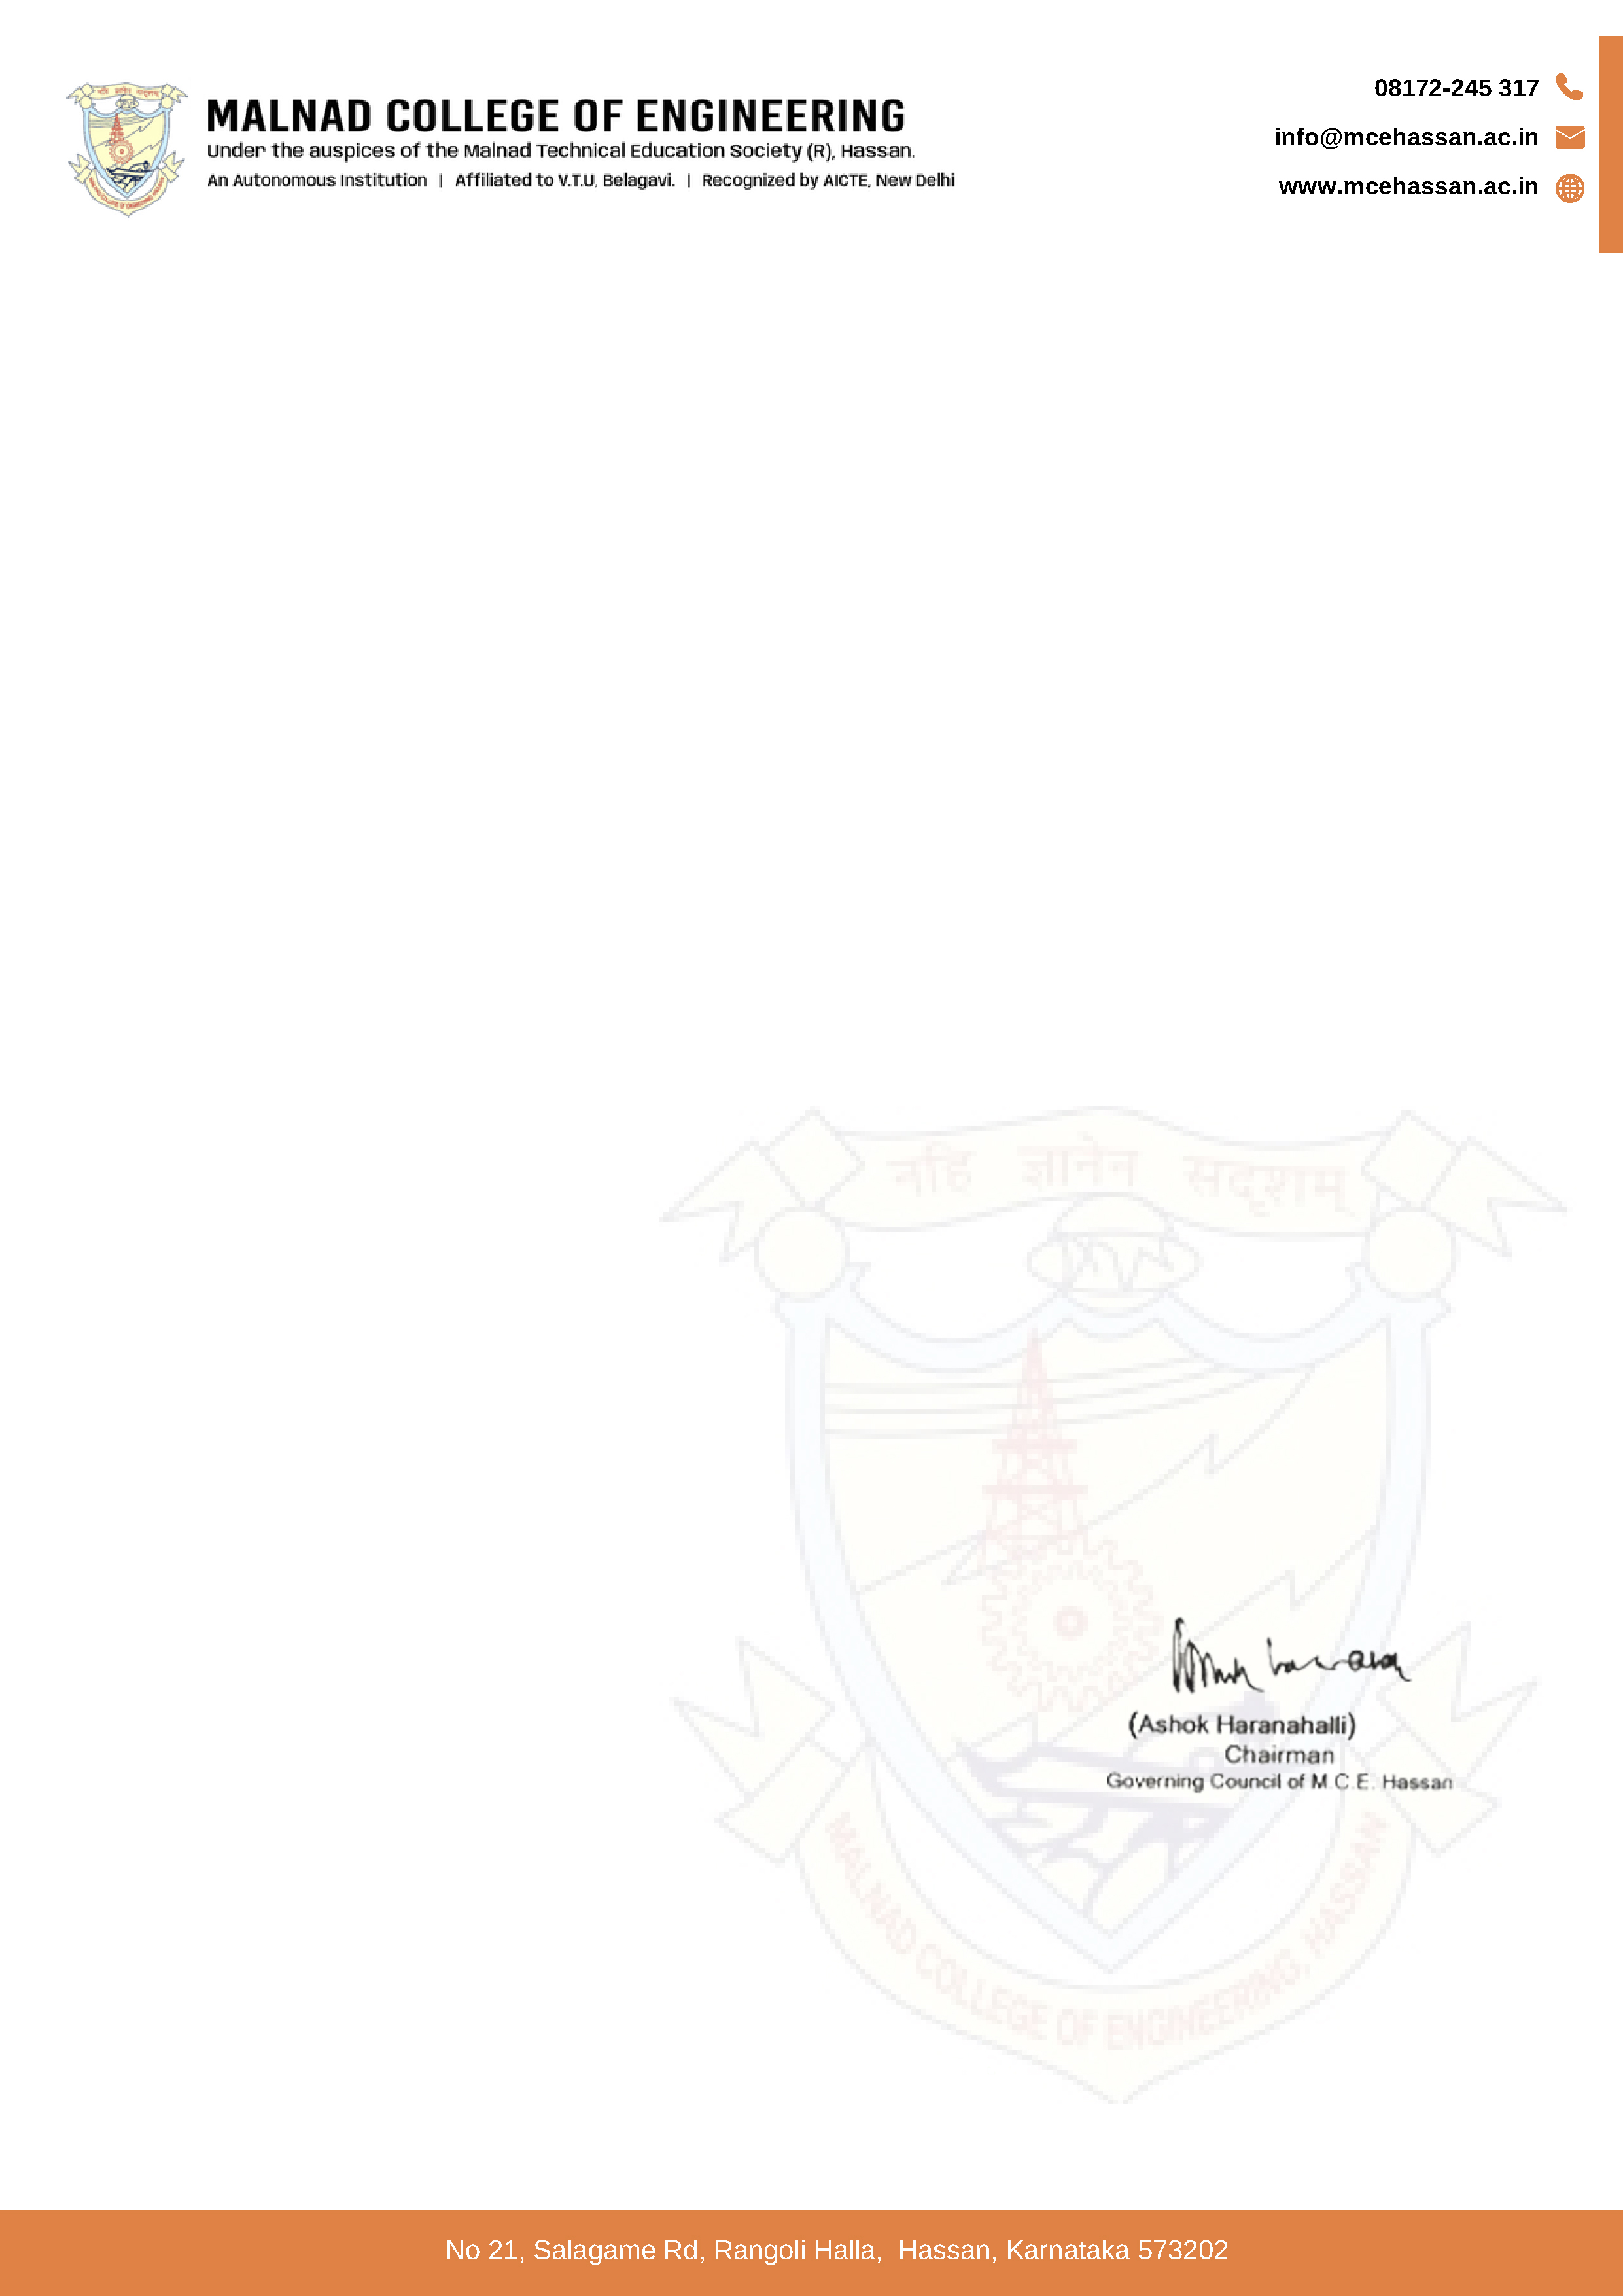 MALNAD COLLEGE OF ENGINEERING
Under the auspices of the Malnad Technical Education Society (R), Hassan.
An Autonomous Institution | Affiliated to V.T.U, Belagavi. | Recognized by AICTE, New Delhi
08172-245 317
info@mcehassan.ac.in
www.mcehassan.ac.in
नहि ज्ञानेन सदृशम्
(Ashok Haranahalli)
Chairman
Governing Council of M.C.E. Hassan
MALNAD COLLEGE OF ENGINEERING, HASSAN
No 21, Salagame Rd, Rangoli Halla, Hassan, Karnataka 573202